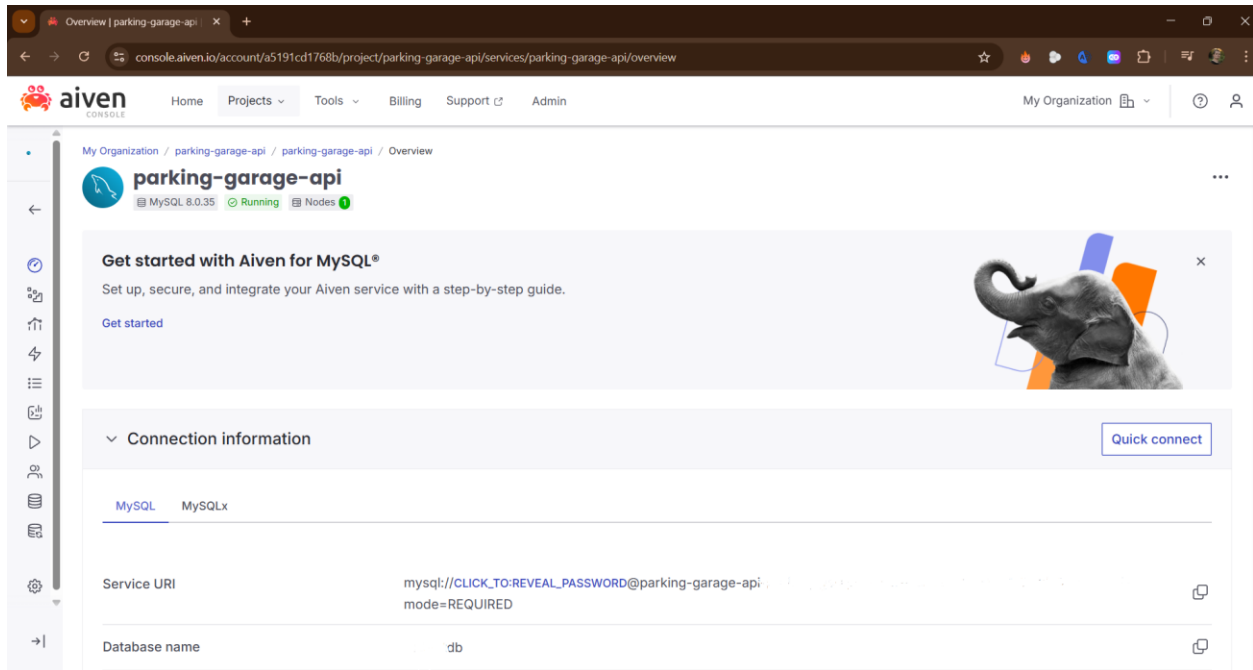 Overview | parking-garage-api |
console.aiven.io/account/a5191cd1768b/project/parking-garage-api/services/parking-garage-api/overview
aiven
CONSOLE
Home Projects Tools Billing Support Admin
My Organization
My Organization / parking-garage-api / parking-garage-api / Overview
parking-garage-api
MySQL 8.0.35 Running Nodes 1
Get started with Aiven for MySQL®
Set up, secure, and integrate your Aiven service with a step-by-step guide.
Get started
Connection information
Quick connect
MySQL MySQLx
Service URI
mysql://CLICK_TO:REVEAL_PASSWORD@parking-garage-api
mode=REQUIRED
Database name
db